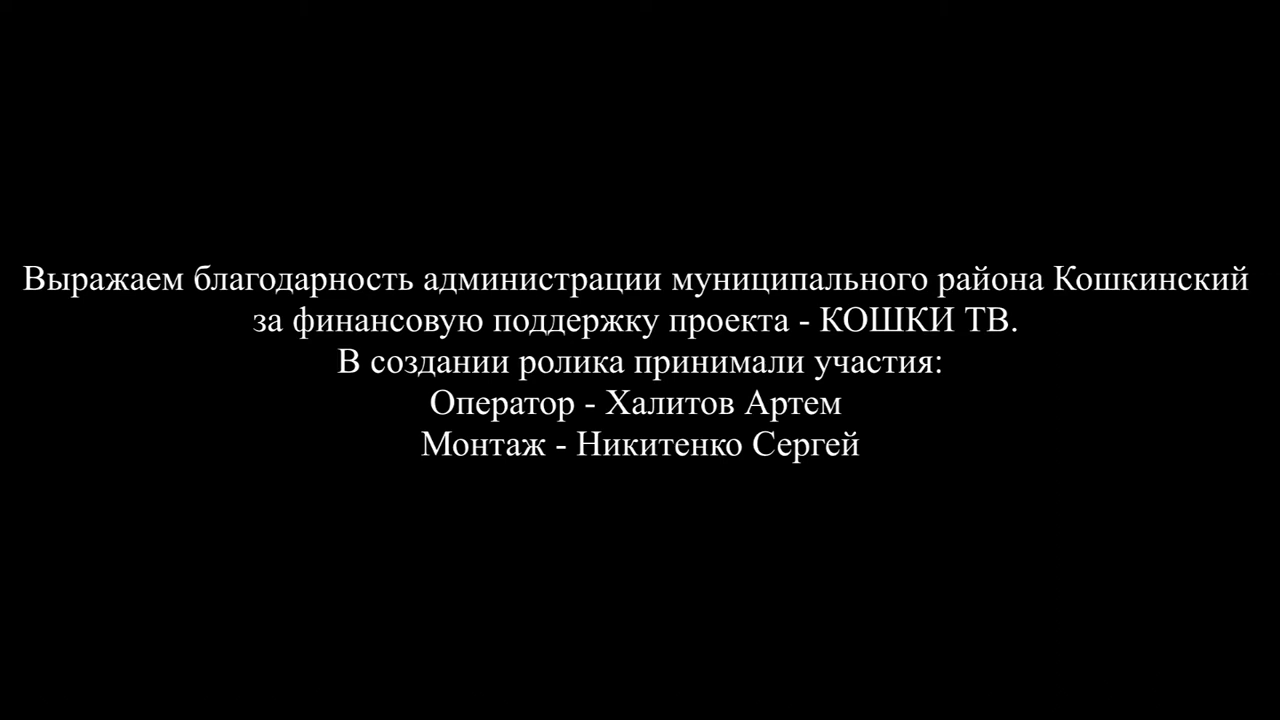 Выражаем благодарность администрации муниципального района Кошкинский
за финансовую поддержку проекта - КОШКИ ТВ.
В создании ролика принимали участия:
Оператор - Халитов Артем
Монтаж - Никитенко Сергей